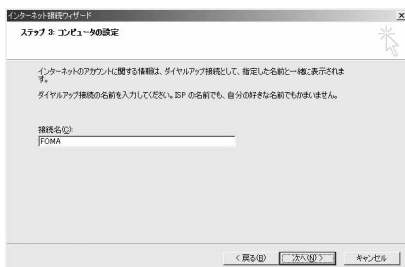 インターネット接続ウィザード
ステップ 3: コンピュータの設定
インターネットのアカウントに関する情報は、ダイヤルアップ接続として、指定した名前と一緒に表示されま
す。
ダイヤルアップ接続の名前を入力してください。ISP の名前でも、自分の好きな名前でもかまいません。
接続名(C):
FOMA
< 戻る(B)
次へ(N) >
キャンセル